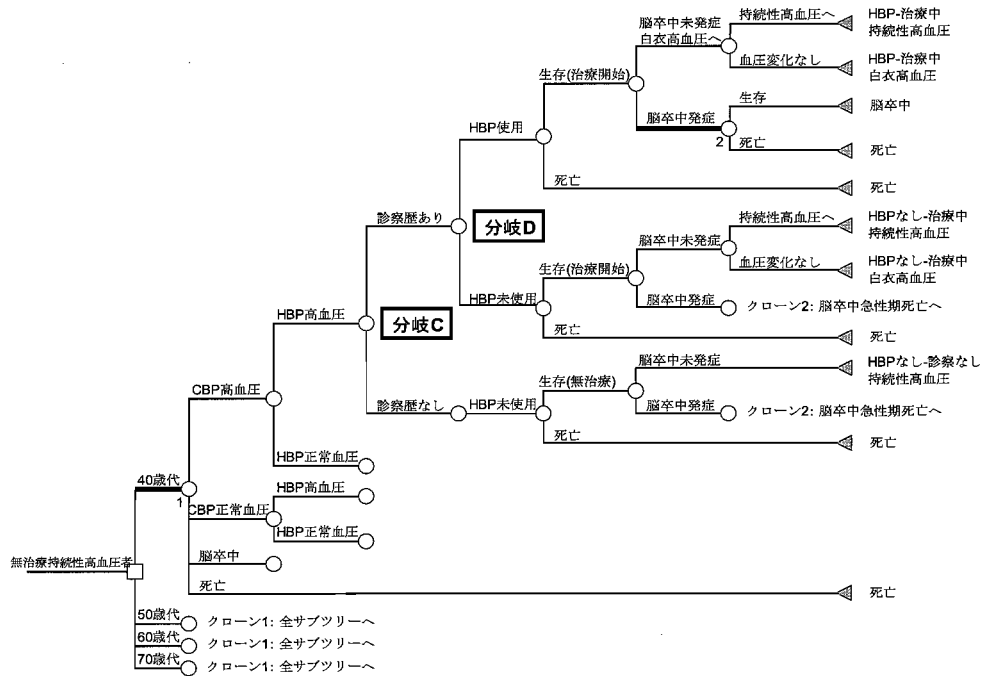 持続性高血圧へ
HBP-治療中
持続性高血圧
脳卒中未発症
白衣高血圧へ
血圧変化なし
HBP-治療中
白衣高血圧
生存(治療開始)
生存
脳卒中
脳卒中発症
2
死亡
死亡
HBP使用
死亡
死亡
診察歴あり
分岐D
持続性高血圧へ
HBPなし-治療中
持続性高血圧
脳卒中未発症
血圧変化なし
HBPなし-治療中
白衣高血圧
生存(治療開始)
HBP未使用
脳卒中発症
クローン2: 脳卒中急性期死亡へ
死亡
死亡
HBP高血圧
分岐C
脳卒中未発症
HBPなし-診察なし
持続性高血圧
生存(無治療)
CBP高血圧
診察歴なし
HBP未使用
脳卒中発症
クローン2: 脳卒中急性期死亡へ
死亡
死亡
HBP正常血圧
40歳代
1
HBP高血圧
CBP正常血圧
HBP正常血圧
無治療持続性高血圧者
脳卒中
死亡
死亡
50歳代
クローン1: 全サブツリーへ
60歳代
クローン1: 全サブツリーへ
70歳代
クローン1: 全サブツリーへ